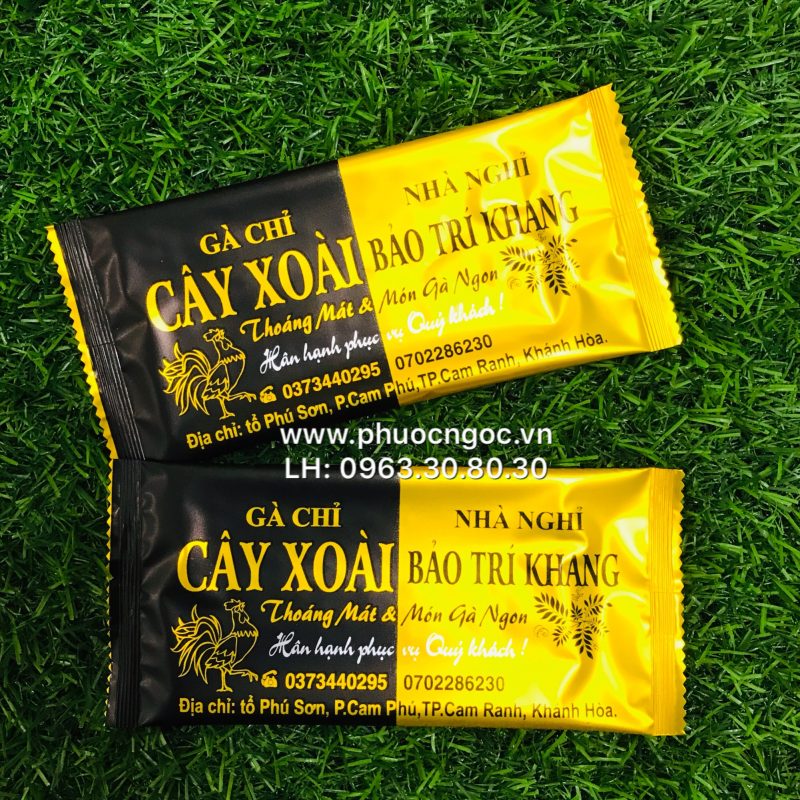 GÀ CHỈ
CÂY XOÀI
NHÀ NGHỈ
BẢO TRÍ KHANG
Thoáng Mát & Món Gà Ngon
Hân hạnh phục vụ Quý khách !
☎ 0373440295 0702286230
Địa chỉ: tổ Phú Sơn, P.Cam Phú,TP.Cam Ranh, Khánh Hòa.
www.phuocngoc.vn
LH: 0963.30.80.30
GÀ CHỈ
CÂY XOÀI
NHÀ NGHỈ
BẢO TRÍ KHANG
Thoáng Mát & Món Gà Ngon
Hân hạnh phục vụ Quý khách !
☎ 0373440295 0702286230
Địa chỉ: tổ Phú Sơn, P.Cam Phú,TP.Cam Ranh, Khánh Hòa.